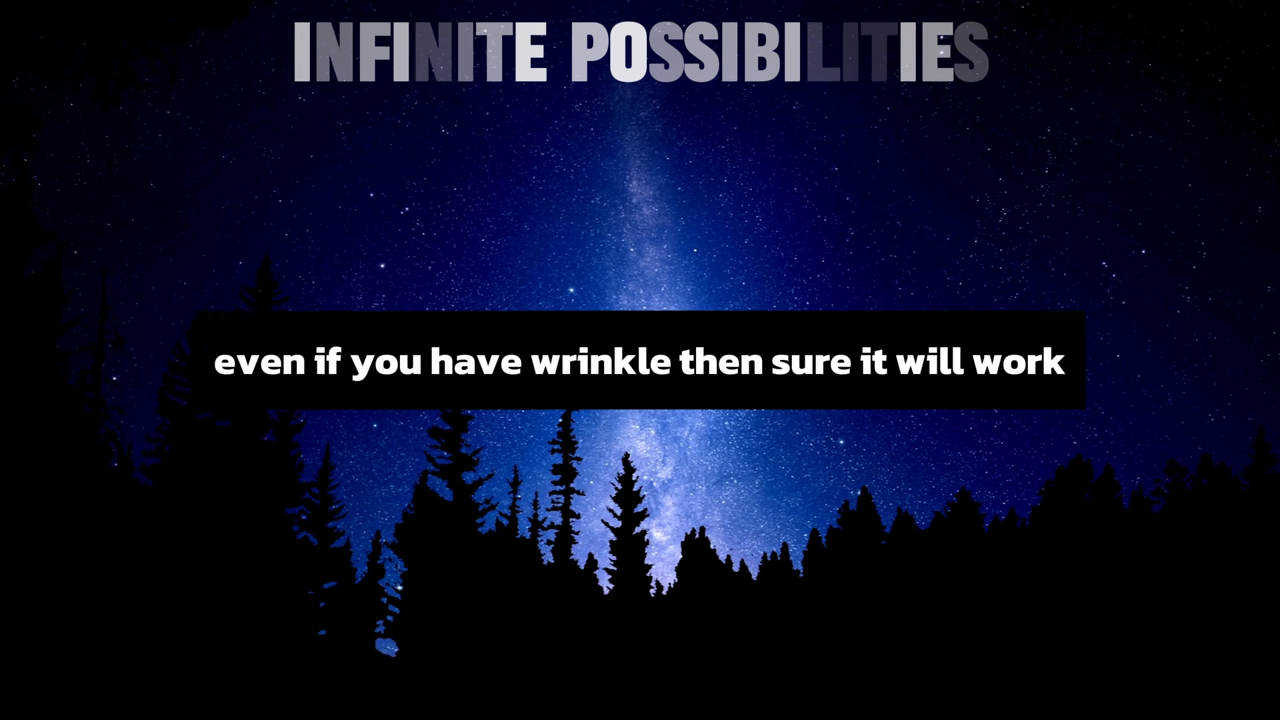 INFINITE POSSIBILITIES
even if you have wrinkle then sure it will work